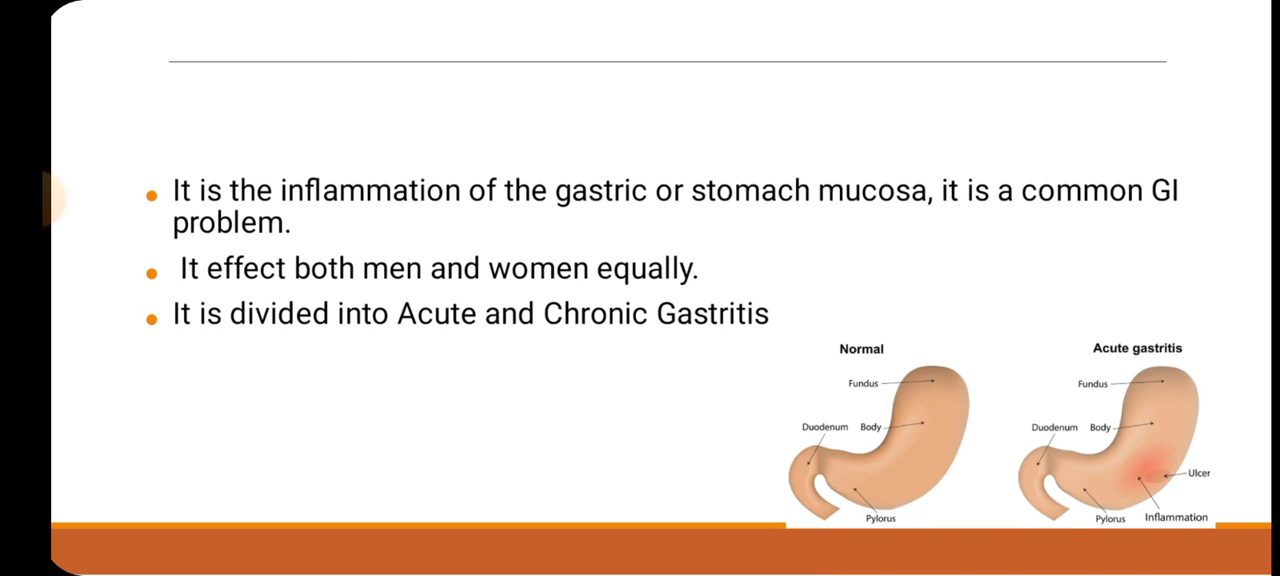 It is the inflammation of the gastric or stomach mucosa, it is a common GI
problem.
It effect both men and women equally.
It is divided into Acute and Chronic Gastritis
Normal
Fundus
Duodenum Body
Pylorus
Acute gastritis
Fundus
Duodenum Body
Ulcer
Pylorus Inflammation